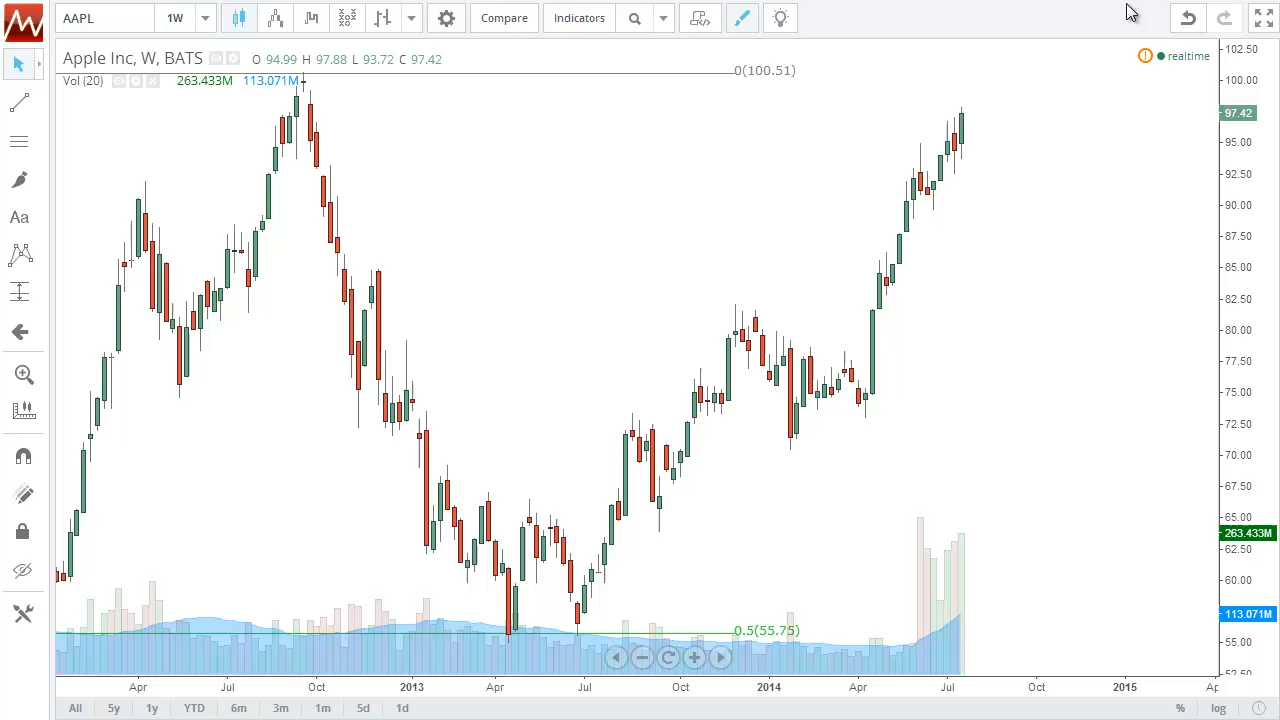 AAPL 1W Compare Indicators
Apple Inc, W, BATS O 94.99 H 97.88 L 93.72 C 97.42
realtime
Vol (20) 263.433M 113.071M
0(100.51)
102.50
100.00
97.42
95.00
92.50
90.00
87.50
85.00
82.50
80.00
77.50
75.00
72.50
70.00
67.50
65.00
263.433M
62.50
60.00
113.071M
0.5(55.75)
55.00
52.50
Apr Jul Oct 2013 Apr Jul Oct 2014 Apr Jul Oct 2015 Ap
All 5y 1y YTD 6m 3m 1m 5d 1d % log
Aa